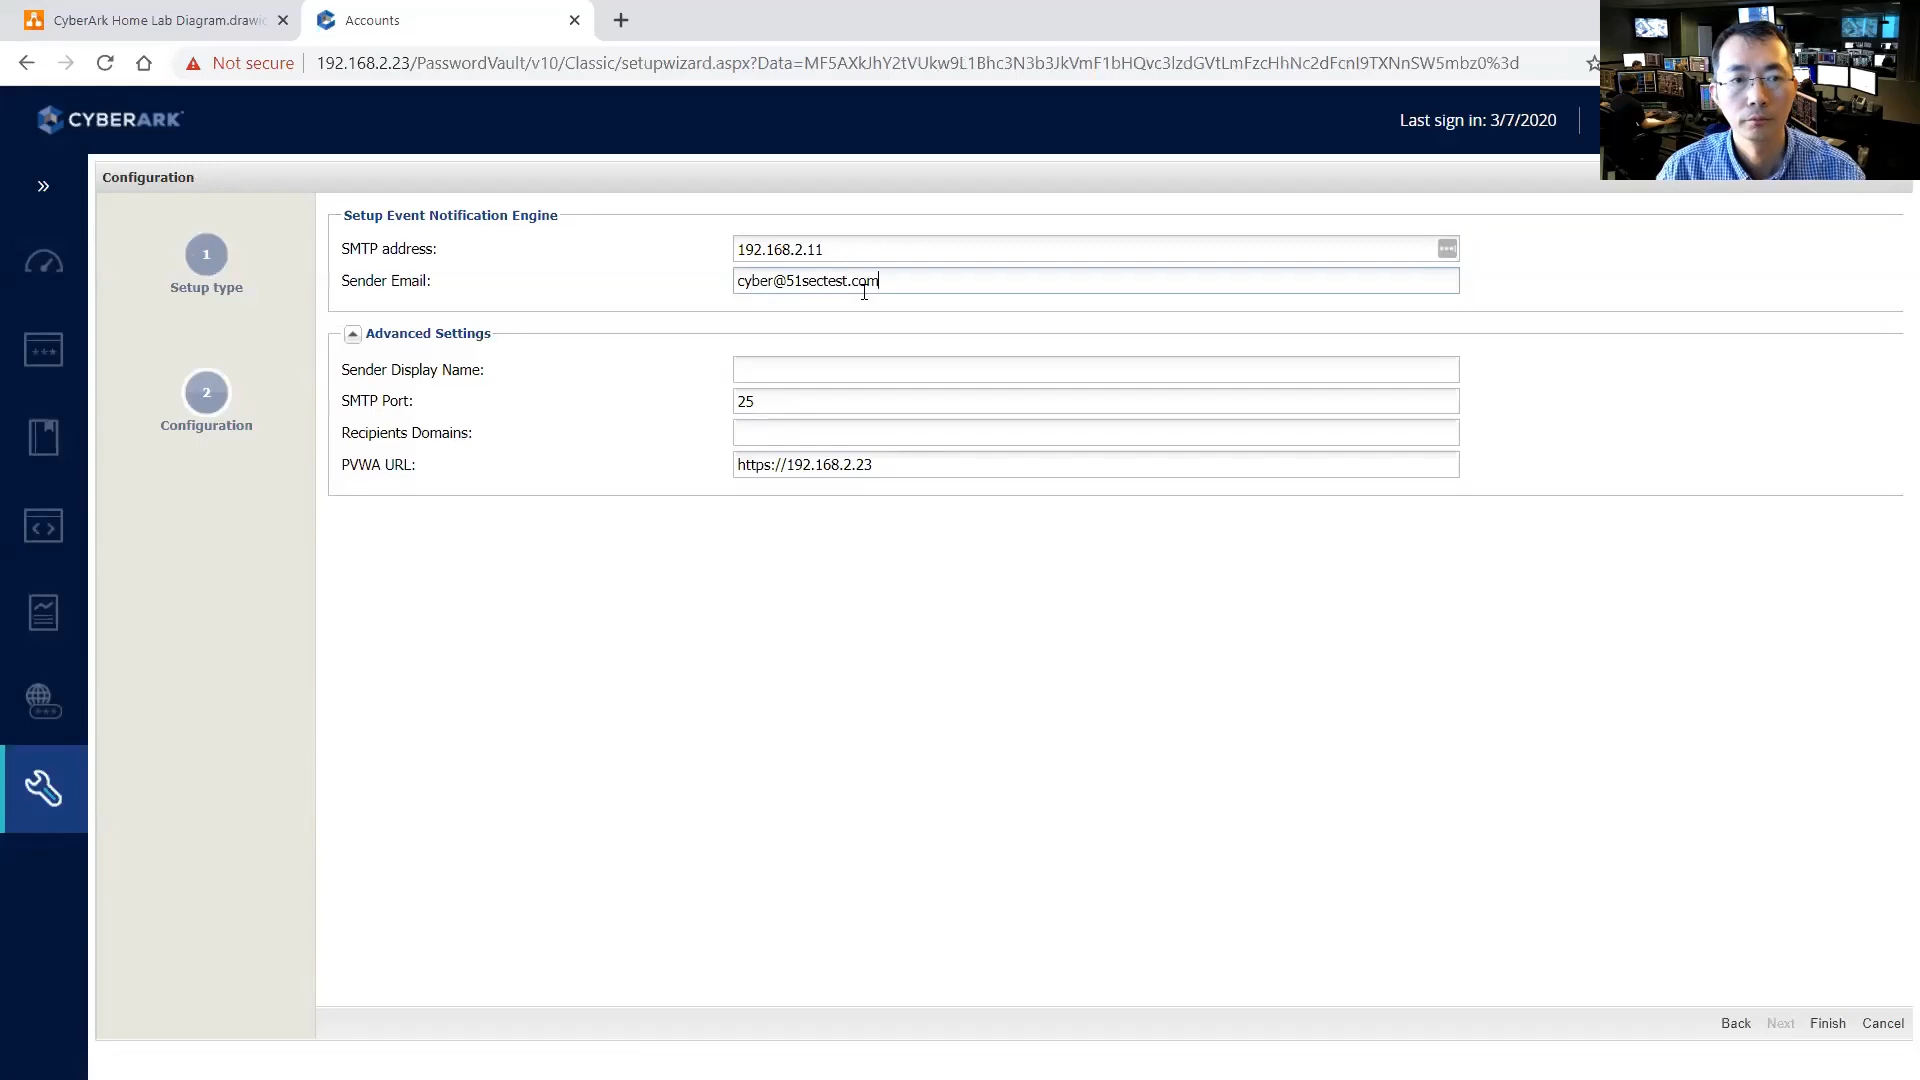 CyberArk Home Lab Diagram.drawio
Accounts
Not secure
192.168.2.23/PasswordVault/v10/Classic/setupwizard.aspx?Data=MF5AXkJhY2tVUkw9L1Bhc3N3b3JkVmF1bHQvc3lzdGVtLmFzcHhNc2dFcnI9TXNnSW5mbz0%3d
CYBERARK
Last sign in: 3/7/2020
Configuration
1
Setup type
2
Configuration
Setup Event Notification Engine
SMTP address:
192.168.2.11
Sender Email:
cyber@51sectest.com
Advanced Settings
Sender Display Name:
SMTP Port:
25
Recipients Domains:
PVWA URL:
https://192.168.2.23
Back
Next
Finish
Cancel